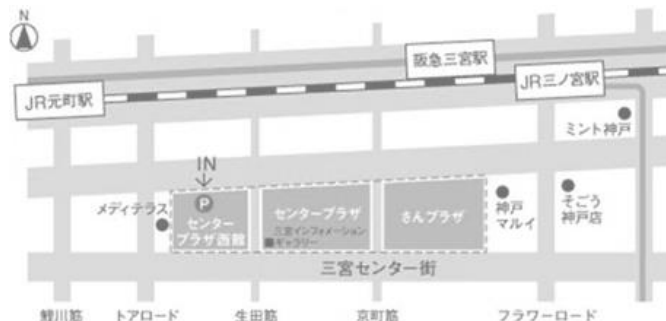 N
阪急三宮駅
JR元町駅
JR三ノ宮駅
ミント神戸
IN
P
メディテラス
センター
プラザ西館
センタープラザ
三宮インフォメーション
ギャラリー
さんプラザ
神戸
マルイ
そごう
神戸店
三宮センター街
鯉川筋
トアロード
生田筋
京町筋
フラワーロード